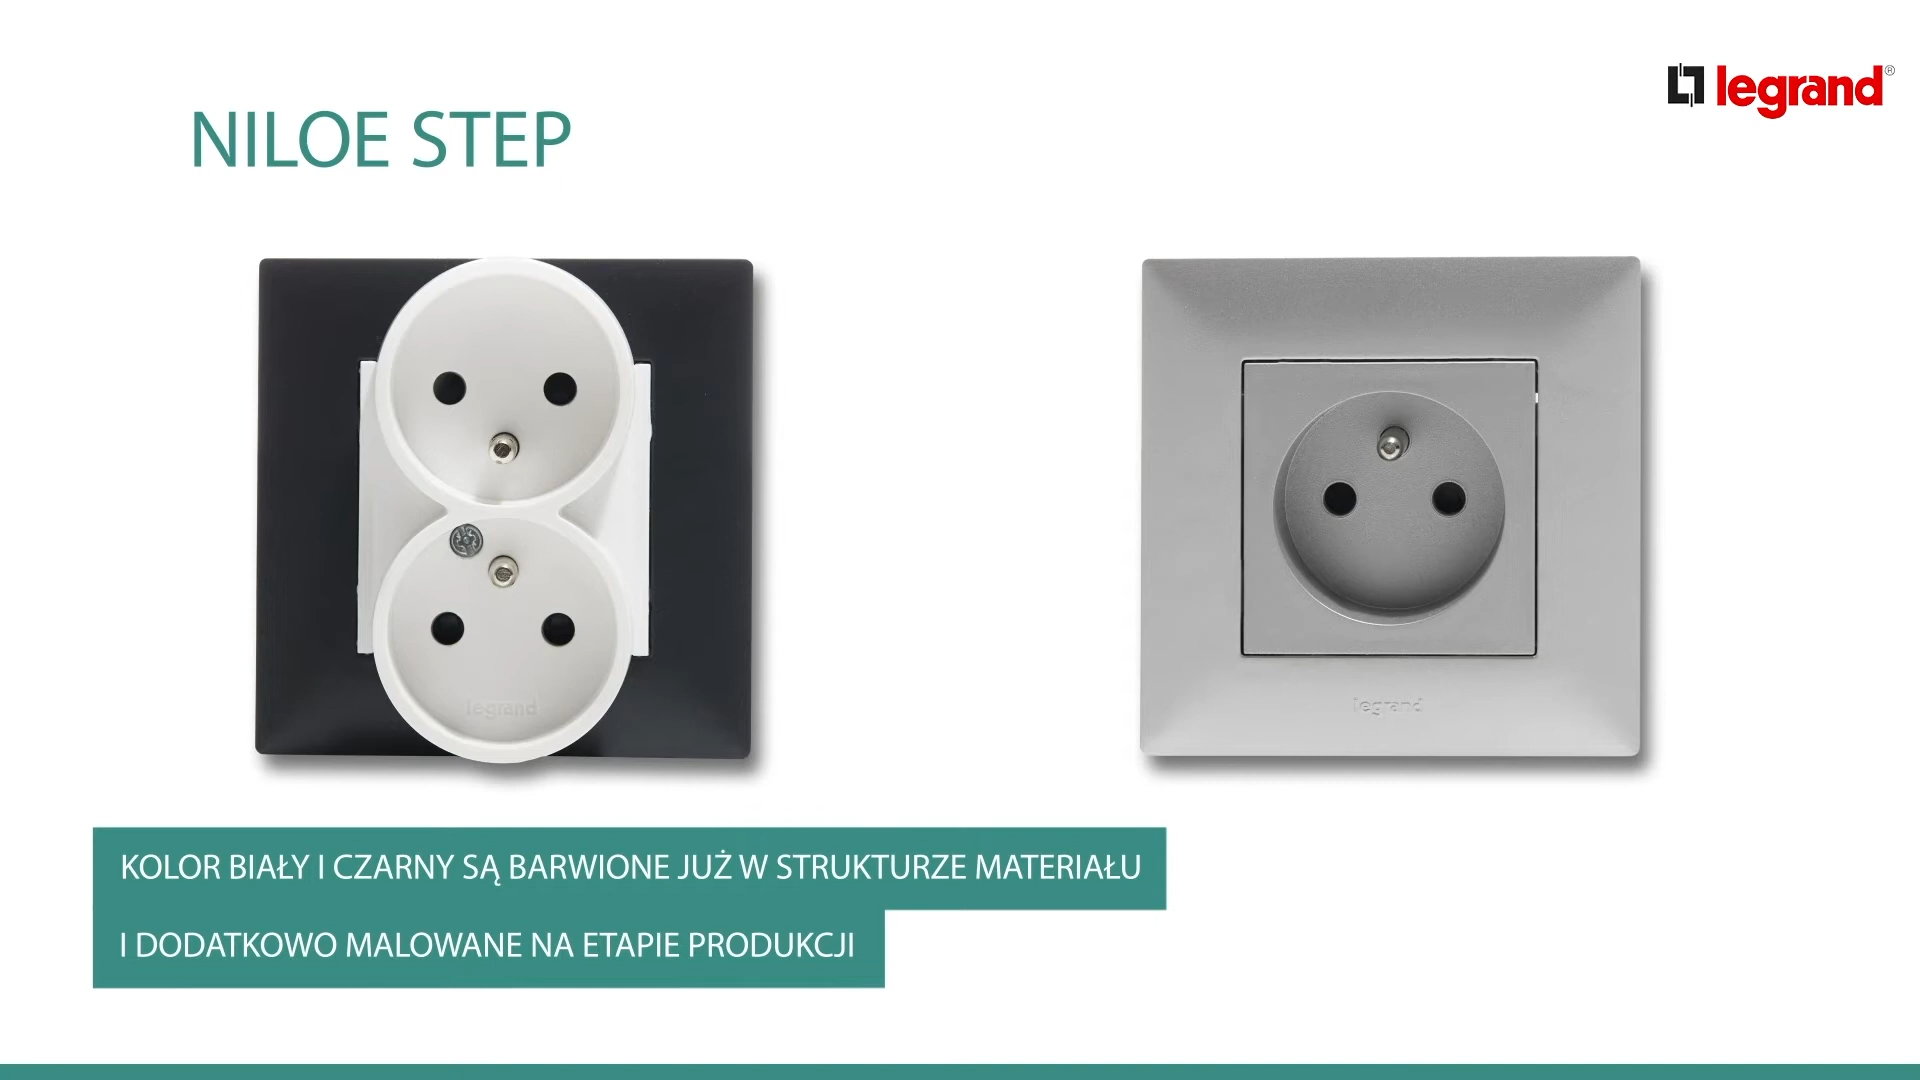 legrand®
NILOE STEP
legrand
legrand
KOLOR BIAŁY I CZARNY SĄ BARWIONE JUŻ W STRUKTURZE MATERIAŁU
I DODATKOWO MALOWANE NA ETAPIE PRODUKCJI